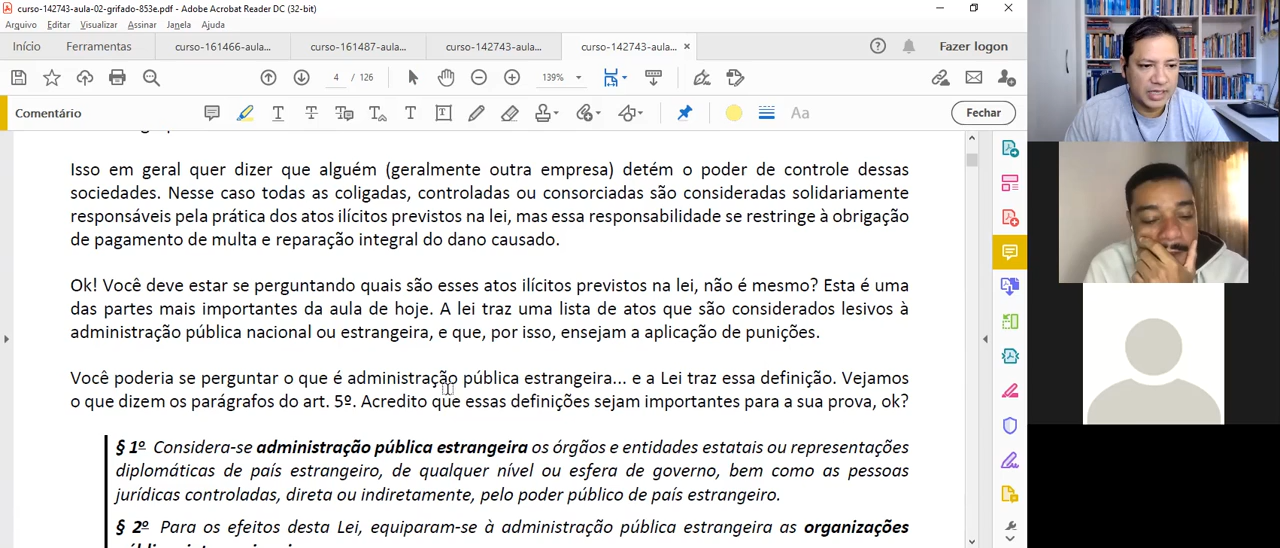 curso-142743-aula-02-grifado-853e.pdf - Adobe Acrobat Reader DC (32-bit)
Arquivo Editar Visualizar Assinar Janela Ajuda
Início Ferramentas curso-161466-aula... curso-161487-aula... curso-142743-aula... curso-142743-aula... × Fazer logon
4 / 126 139%
Comentário Aa Fechar
Isso em geral quer dizer que alguém (geralmente outra empresa) detém o poder de controle dessas
sociedades. Nesse caso todas as coligadas, controladas ou consorciadas são consideradas solidariamente
responsáveis pela prática dos atos ilícitos previstos na lei, mas essa responsabilidade se restringe à obrigação
de pagamento de multa e reparação integral do dano causado.
Ok! Você deve estar se perguntando quais são esses atos ilícitos previstos na lei, não é mesmo? Esta é uma
das partes mais importantes da aula de hoje. A lei traz uma lista de atos que são considerados lesivos à
administração pública nacional ou estrangeira, e que, por isso, ensejam a aplicação de punições.
Você poderia se perguntar o que é administração pública estrangeira... e a Lei traz essa definição. Vejamos
o que dizem os parágrafos do art. 5º. Acredito que essas definições sejam importantes para a sua prova, ok?
§ 1º Considera-se administração pública estrangeira os órgãos e entidades estatais ou representações
diplomáticas de país estrangeiro, de qualquer nível ou esfera de governo, bem como as pessoas
jurídicas controladas, direta ou indiretamente, pelo poder público de país estrangeiro.
§ 2º Para os efeitos desta Lei, equiparam-se à administração pública estrangeira as organizações